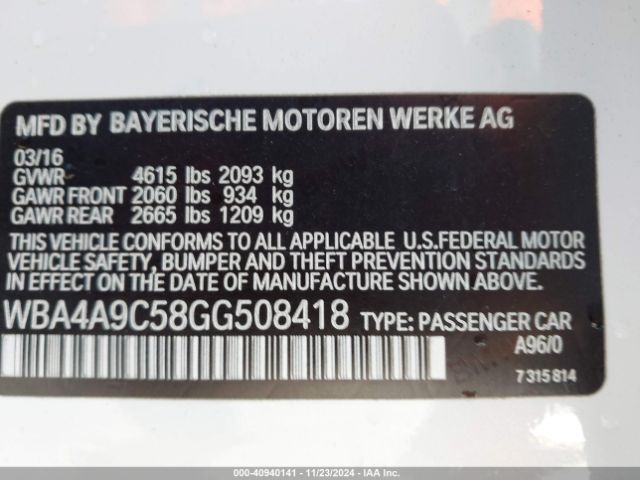 MFD BY BAYERISCHE MOTOREN WERKE AG
03/16
GVWR 4615 lbs 2093 kg
GAWR FRONT 2060 lbs 934 kg
GAWR REAR 2665 lbs 1209 kg
THIS VEHICLE CONFORMS TO ALL APPLICABLE U.S.FEDERAL MOTOR
VEHICLE SAFETY, BUMPER AND THEFT PREVENTION STANDARDS
IN EFFECT ON THE DATE OF MANUFACTURE SHOWN ABOVE.
WBA4A9C58GG508418 TYPE: PASSENGER CAR
A96/0
7 315 814
000-40940141 - 11/23/2024 - IAA Inc.